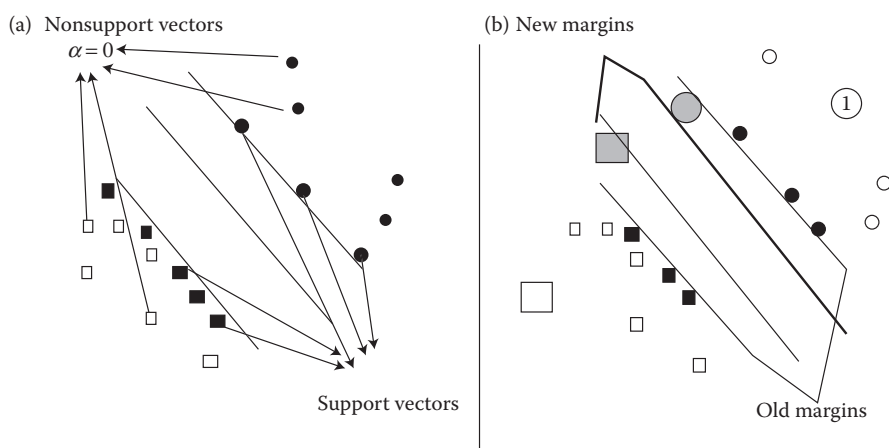 (a) Nonsupport vectors
α = 0
Support vectors
(b) New margins
1
Old margins